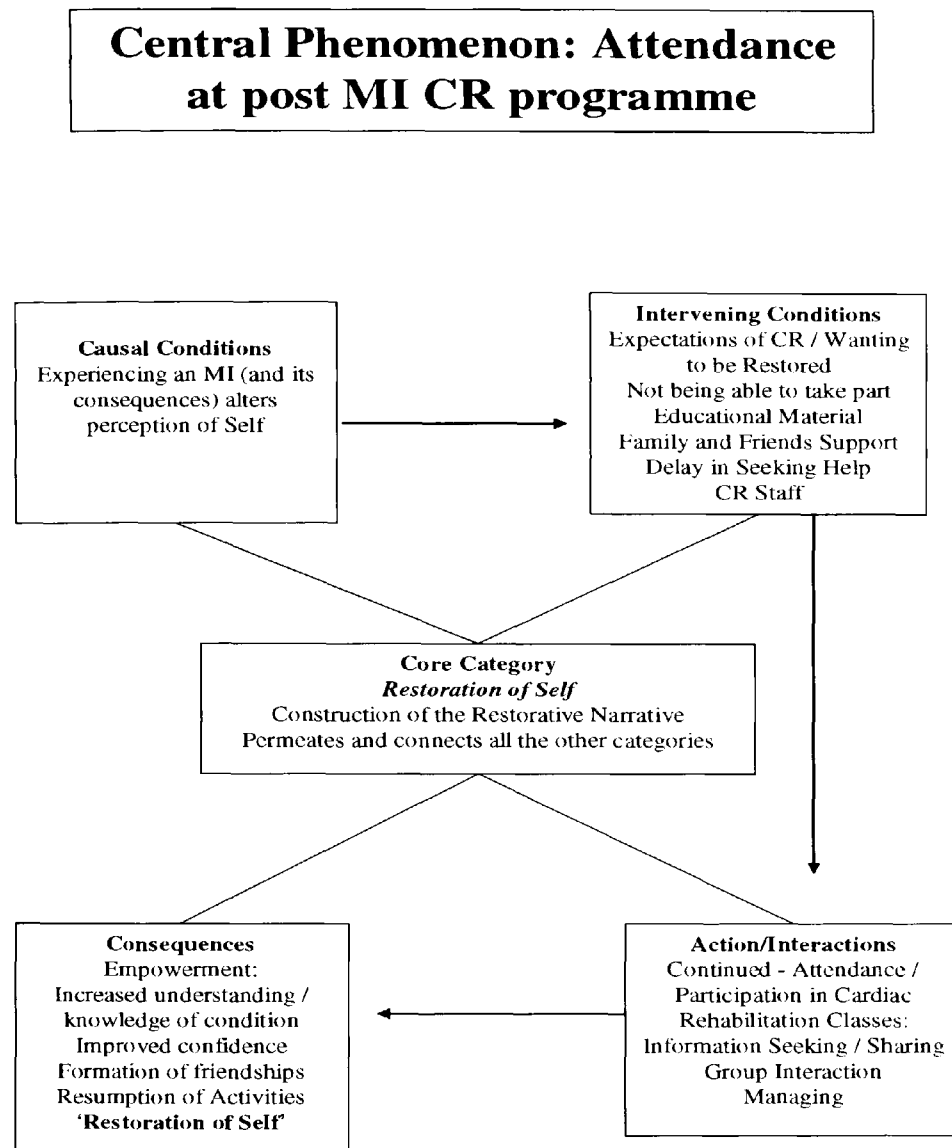 Central Phenomenon: Attendance
at post MI CR programme
Causal Conditions
Experiencing an MI (and its
consequences) alters
perception of Self
Intervening Conditions
Expectations of CR / Wanting
to be Restored
Not being able to take part
Educational Material
Family and Friends Support
Delay in Seeking Help
CR Staff
Core Category
Restoration of Self
Construction of the Restorative Narrative
Permeates and connects all the other categories
Consequences
Empowerment:
Increased understanding /
knowledge of condition
Improved confidence
Formation of friendships
Resumption of Activities
‘Restoration of Self’
Action/Interactions
Continued - Attendance /
Participation in Cardiac
Rehabilitation Classes:
Information Seeking / Sharing
Group Interaction
Managing